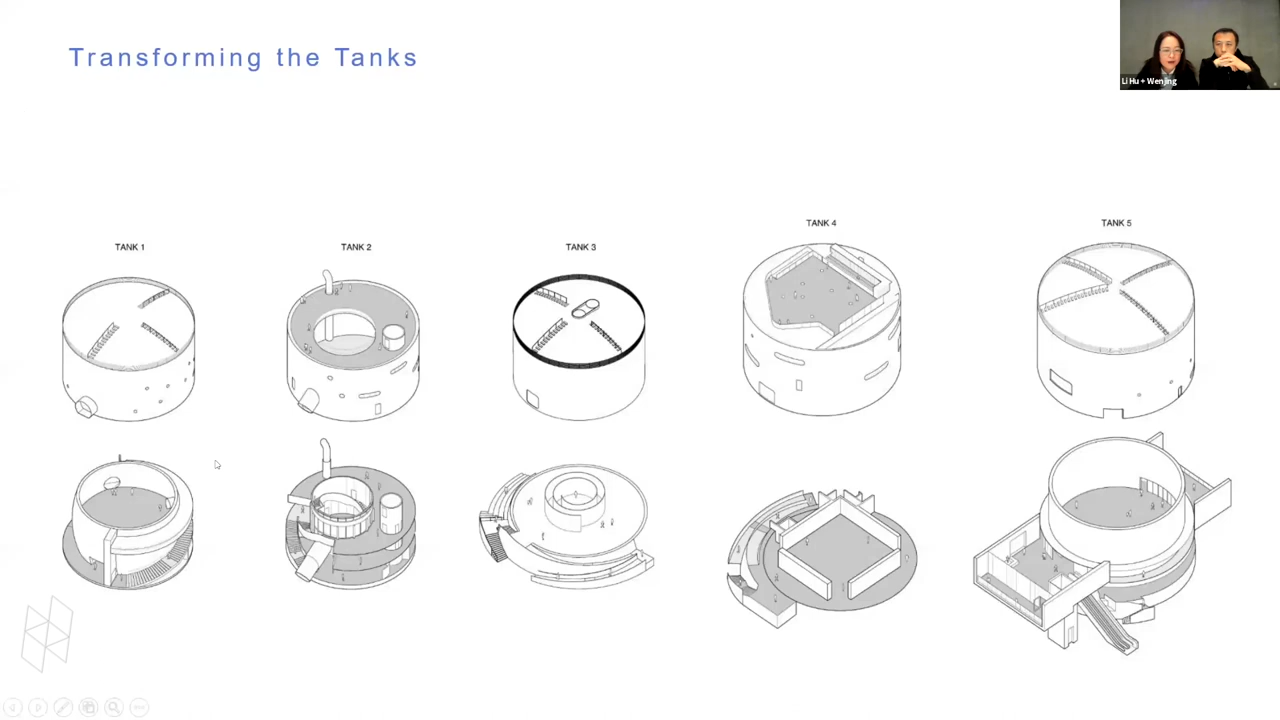 Transforming the Tanks
Li Hu + Wenjing
TANK 1
TANK 2
TANK 3
TANK 4
TANK 5